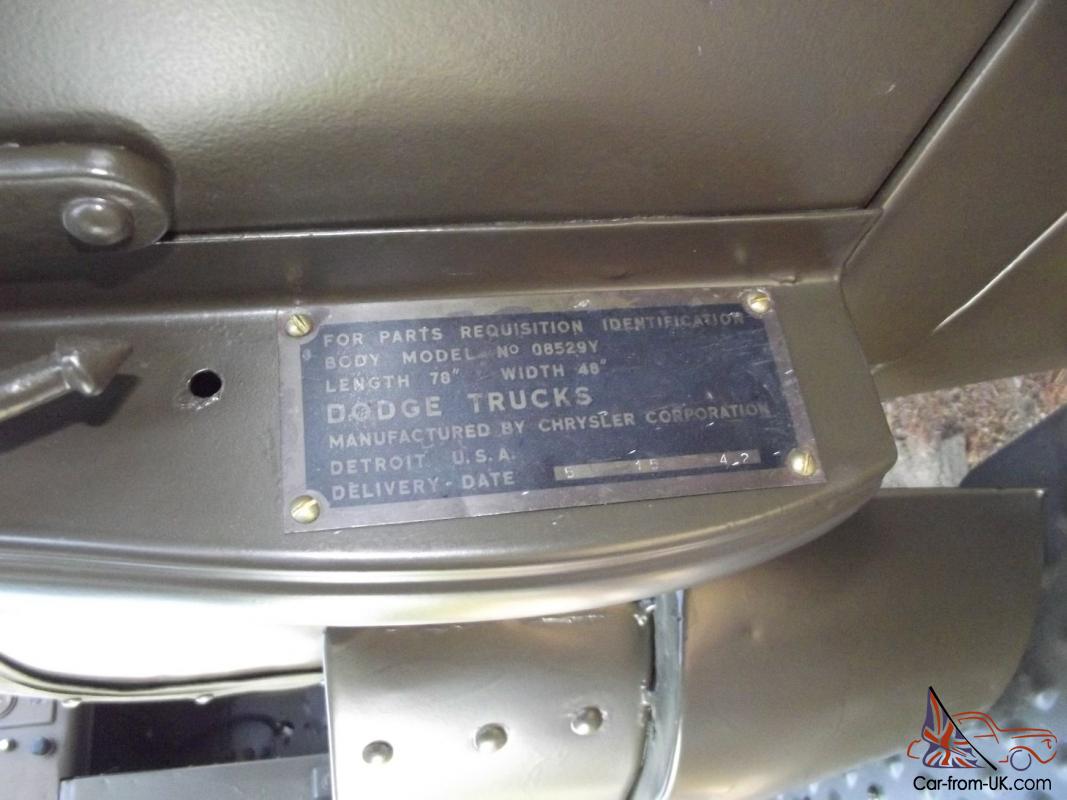 FOR PARTS REQUISITION IDENTIFICATION
BODY MODEL NO 08529Y
LENGTH 78" WIDTH 48"
DODGE TRUCKS
MANUFACTURED BY CHRYSLER CORPORATION
DETROIT U.S.A.
DELIVERY-DATE 5 15 42
Car-from-UK.com